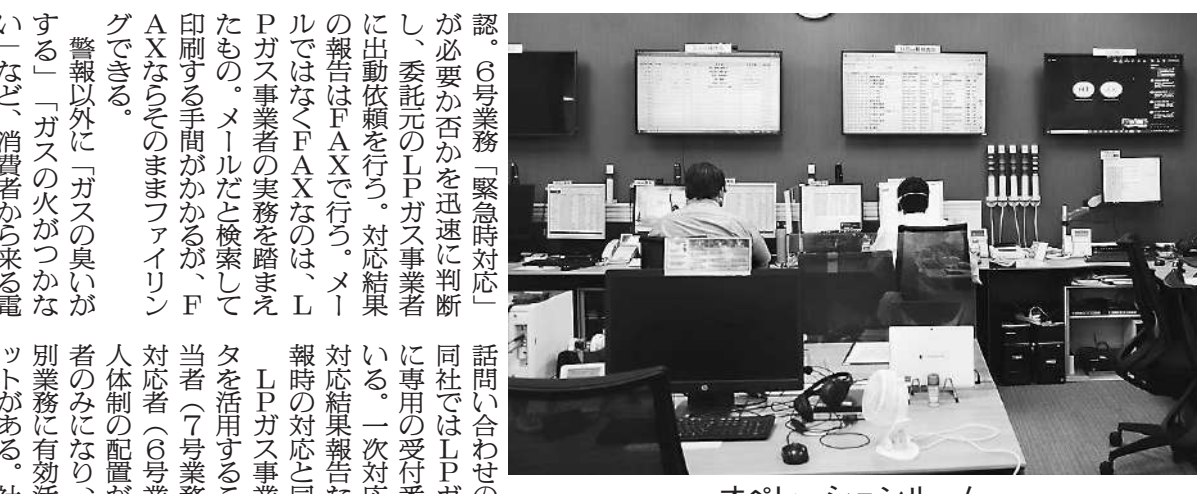 認。６号業務「緊急時対応」
が必要か否かを迅速に判断
し、委託元のＬＰガス事業者
に出動依頼を行う。対応結果
の報告はＦＡＸで行う。メー
ルではなくＦＡＸなのは、Ｌ
Ｐガス事業者の実務を踏まえ
たもの。メールだと検索して
印刷する手間がかかるが、Ｆ
ＡＸならそのままファイリン
グできる。
　警報以外に「ガスの臭いが
する」「ガスの火がつかな
い」など、消費者から来る電
話問い合わせの
同社ではＬＰガ
に専用の受付番
いる。一次対応
対応結果報告な
報時の対応と同
　ＬＰガス事業
タを活用するこ
当者（７号業務
対応者（６号業
人体制の配置が
者のみになり、
別業務に有効活
ットがある。社
オペレーションルーム